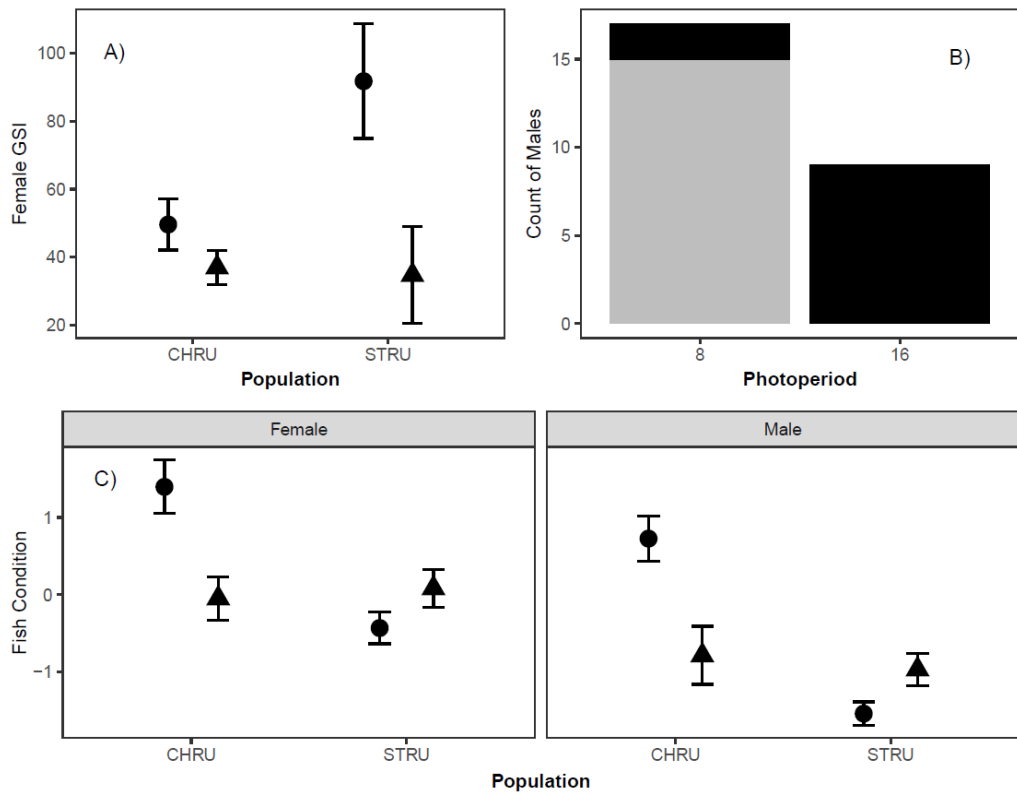 A)
Female GSI
100
80
60
40
20
CHRU STRU
Population
B)
Count of Males
15
10
5
0
8 16
Photoperiod
Female Male
C)
Fish Condition
1
0
−1
CHRU STRU CHRU STRU
Population